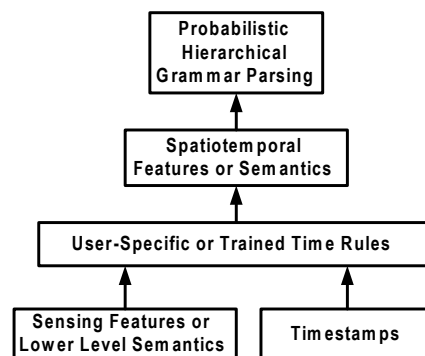 Probabilistic
Hierarchical
Grammar Parsing
Spatiotemporal
Features or Semantics
User-Specific or Trained Time Rules
Sensing Features or
Lower Level Semantics
Timestamps